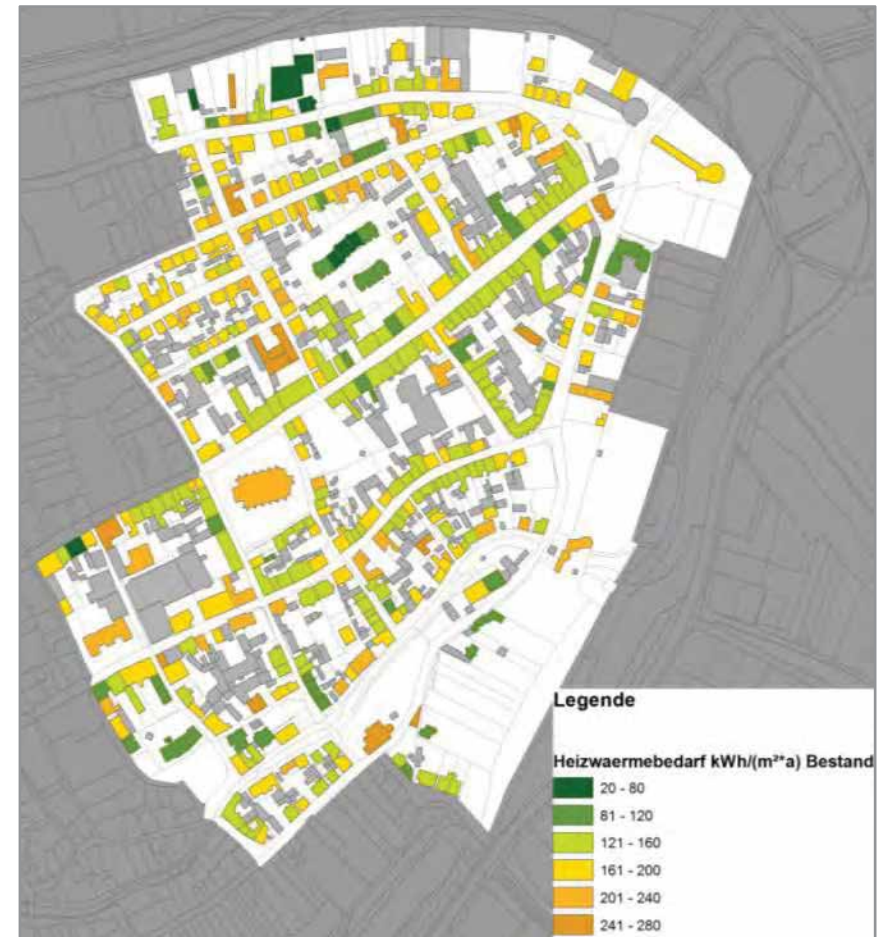 Legende
Heizwaermebedarf kWh/(m²*a) Bestand
20 - 80
81 - 120
121 - 160
161 - 200
201 - 240
241 - 280